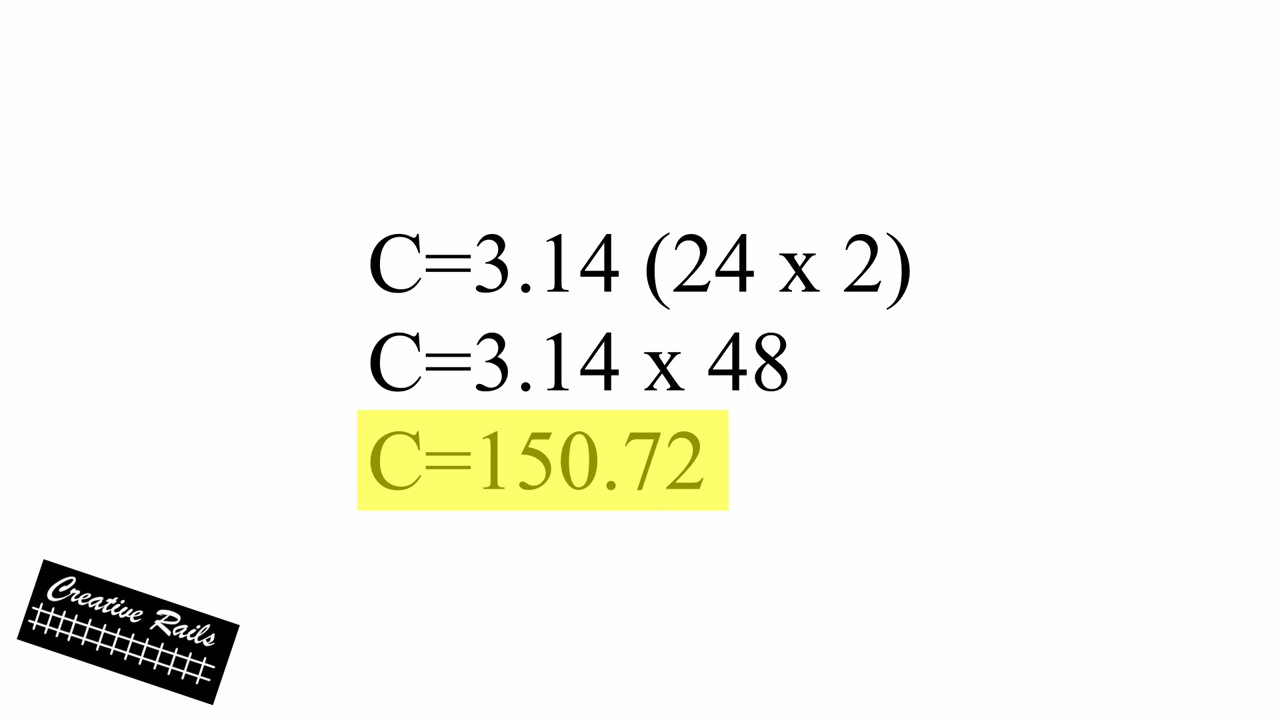 C=3.14 (24 x 2)
C=3.14 x 48
C=150.72
Creative Rails